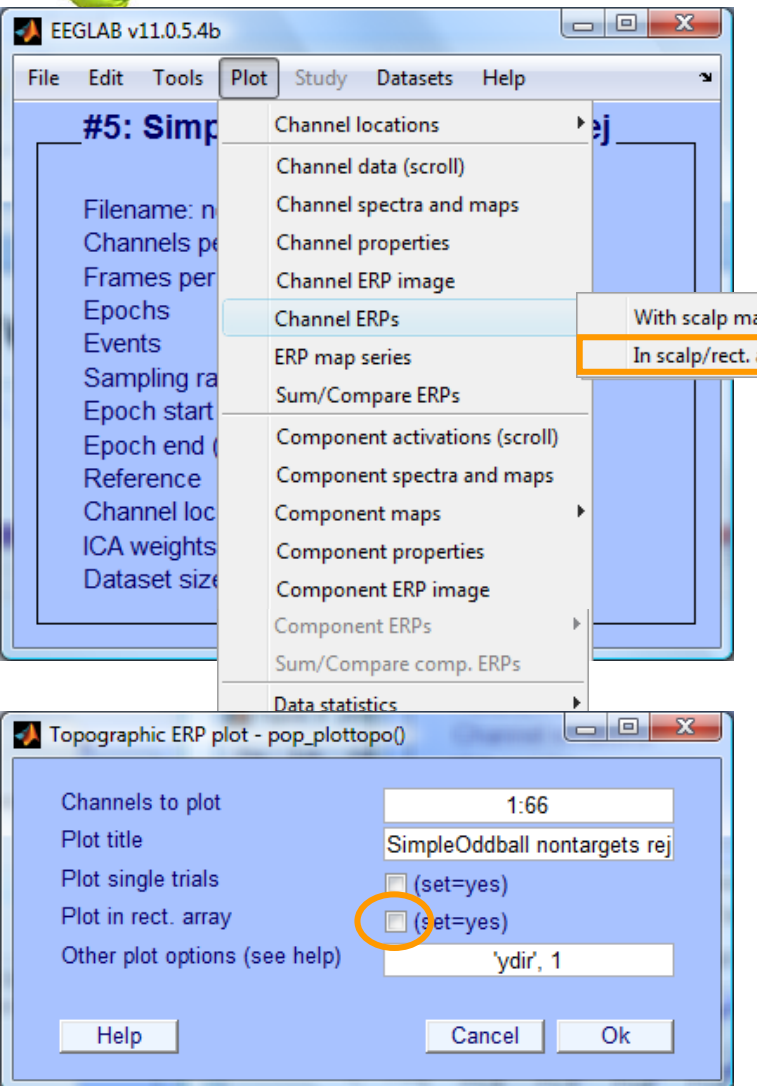 EEGLAB v11.0.5.4b
File Edit Tools Plot Study Datasets Help
#5: Simp ej
Filename: n
Channels pe
Frames per
Epochs
Events
Sampling ra
Epoch start
Epoch end (
Reference
Channel loc
ICA weights
Dataset size
Channel locations
Channel data (scroll)
Channel spectra and maps
Channel properties
Channel ERP image
Channel ERPs
ERP map series
Sum/Compare ERPs
Component activations (scroll)
Component spectra and maps
Component maps
Component properties
Component ERP image
Component ERPs
Sum/Compare comp. ERPs
Data statistics
With scalp ma
In scalp/rect. a
Topographic ERP plot - pop_plottopo()
Channels to plot 1:66
Plot title SimpleOddball nontargets rej
Plot single trials (set=yes)
Plot in rect. array (set=yes)
Other plot options (see help) 'ydir', 1
Help Cancel Ok